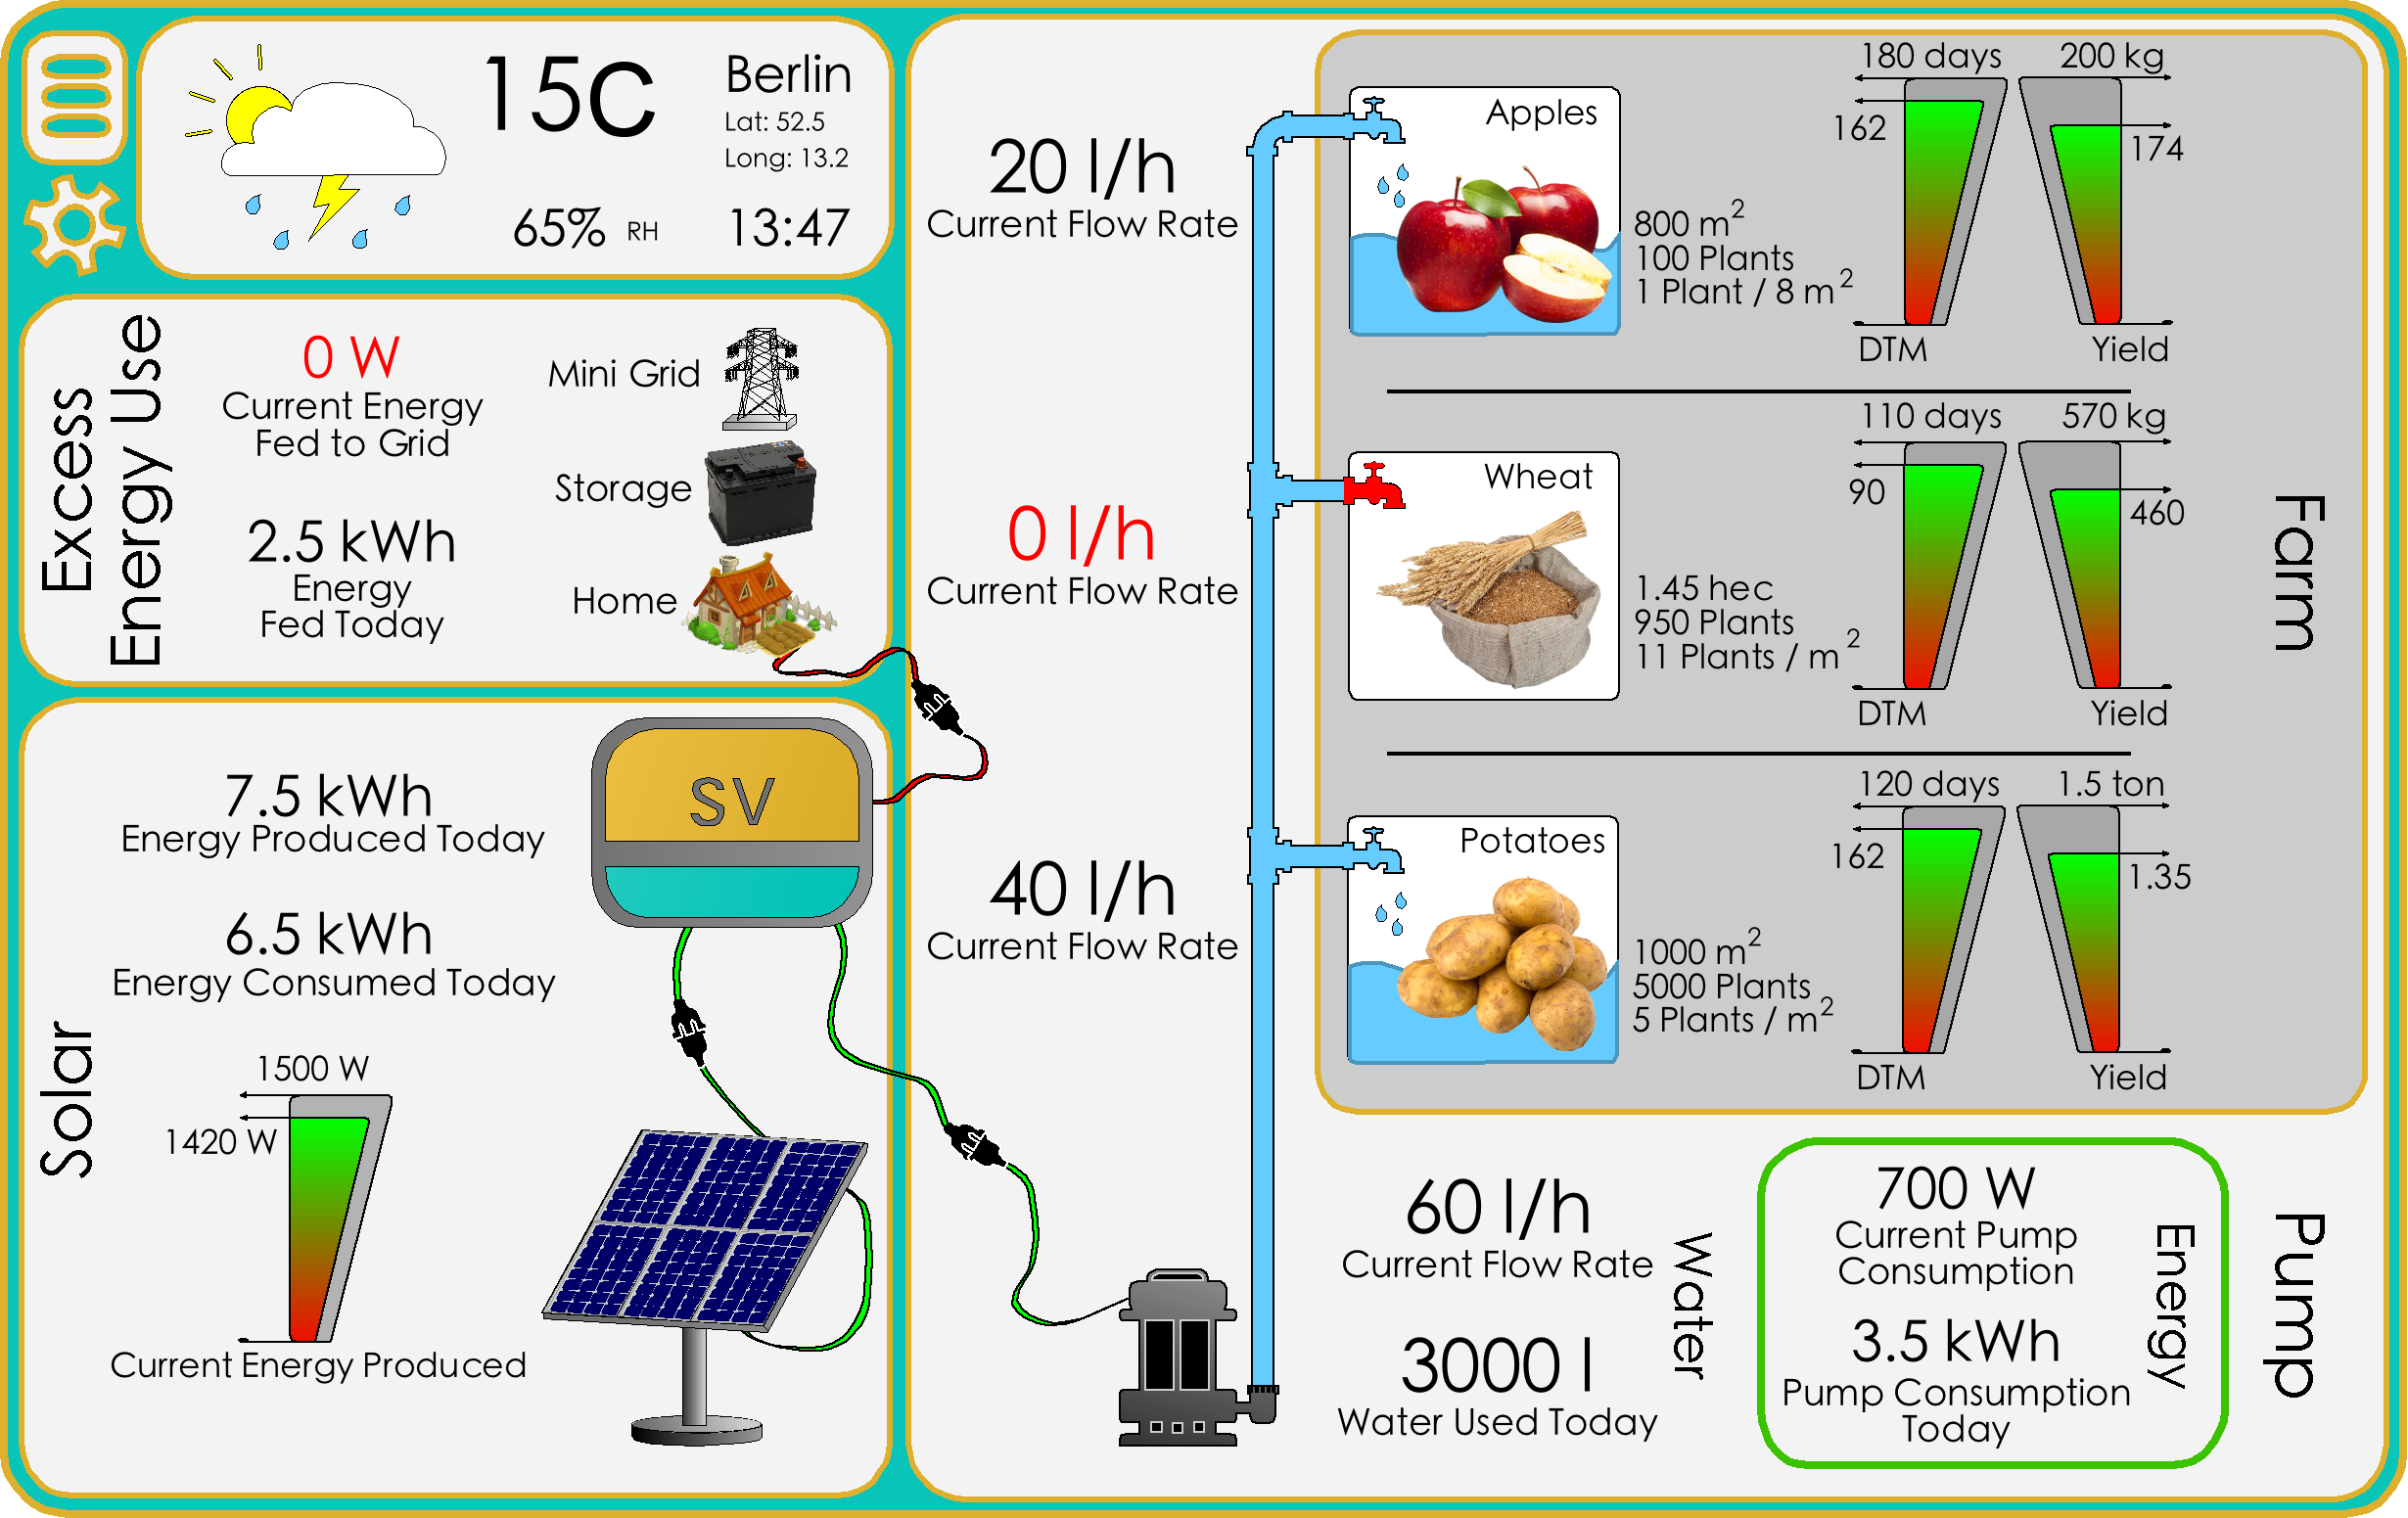 15C
Berlin
Lat: 52.5
Long: 13.2
65% RH
13:47
Excess
Energy Use
0 W
Current Energy
Fed to Grid
2.5 kWh
Energy
Fed Today
Mini Grid
Storage
Home
Solar
7.5 kWh
Energy Produced Today
6.5 kWh
Energy Consumed Today
1500 W
1420 W
Current Energy Produced
SV
20 l/h
Current Flow Rate
0 l/h
Current Flow Rate
40 l/h
Current Flow Rate
Farm
Apples
800 m²
100 Plants
1 Plant / 8 m²
180 days
162
DTM
200 kg
174
Yield
Wheat
1.45 hec
950 Plants
11 Plants / m²
110 days
90
DTM
570 kg
460
Yield
Potatoes
1000 m²
5000 Plants
5 Plants / m²
120 days
162
DTM
1.5 ton
1.35
Yield
Pump
60 l/h
Current Flow Rate
3000 l
Water Used Today
Water
700 W
Current Pump
Consumption
3.5 kWh
Pump Consumption
Today
Energy